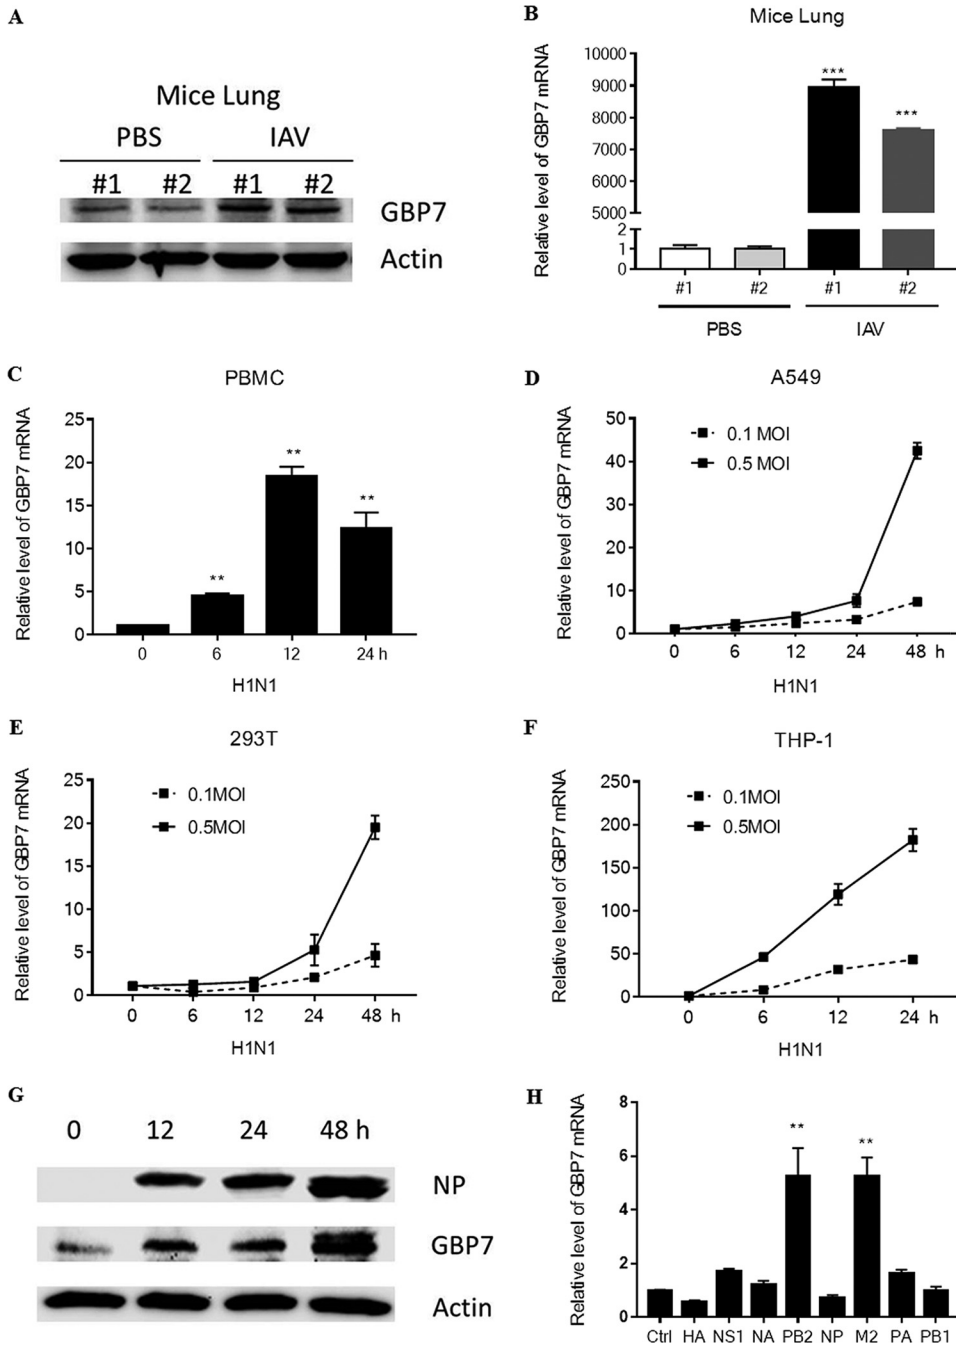 A
Mice Lung
PBS IAV
#1 #2 #1 #2
GBP7
Actin
B
Mice Lung
Relative level of GBP7 mRNA
10000
9000
8000
7000
6000
5000
2
1
0
***
***
#1 #2 #1 #2
PBS IAV
C
PBMC
Relative level of GBP7 mRNA
25
20
15
10
5
0
**
**
**
0 6 12 24 h
H1N1
D
A549
Relative level of GBP7 mRNA
50
40
30
20
10
0
0.1 MOI
0.5 MOI
0 6 12 24 48 h
H1N1
E
293T
Relative level of GBP7 mRNA
25
20
15
10
5
0
0.1MOI
0.5MOI
0 6 12 24 48 h
H1N1
F
THP-1
Relative level of GBP7 mRNA
250
200
150
100
50
0
0.1MOI
0.5MOI
0 6 12 24 h
H1N1
G
0 12 24 48 h
NP
GBP7
Actin
H
Relative level of GBP7 mRNA
8
6
4
2
0
**
**
Ctrl HA NS1 NA PB2 NP M2 PA PB1